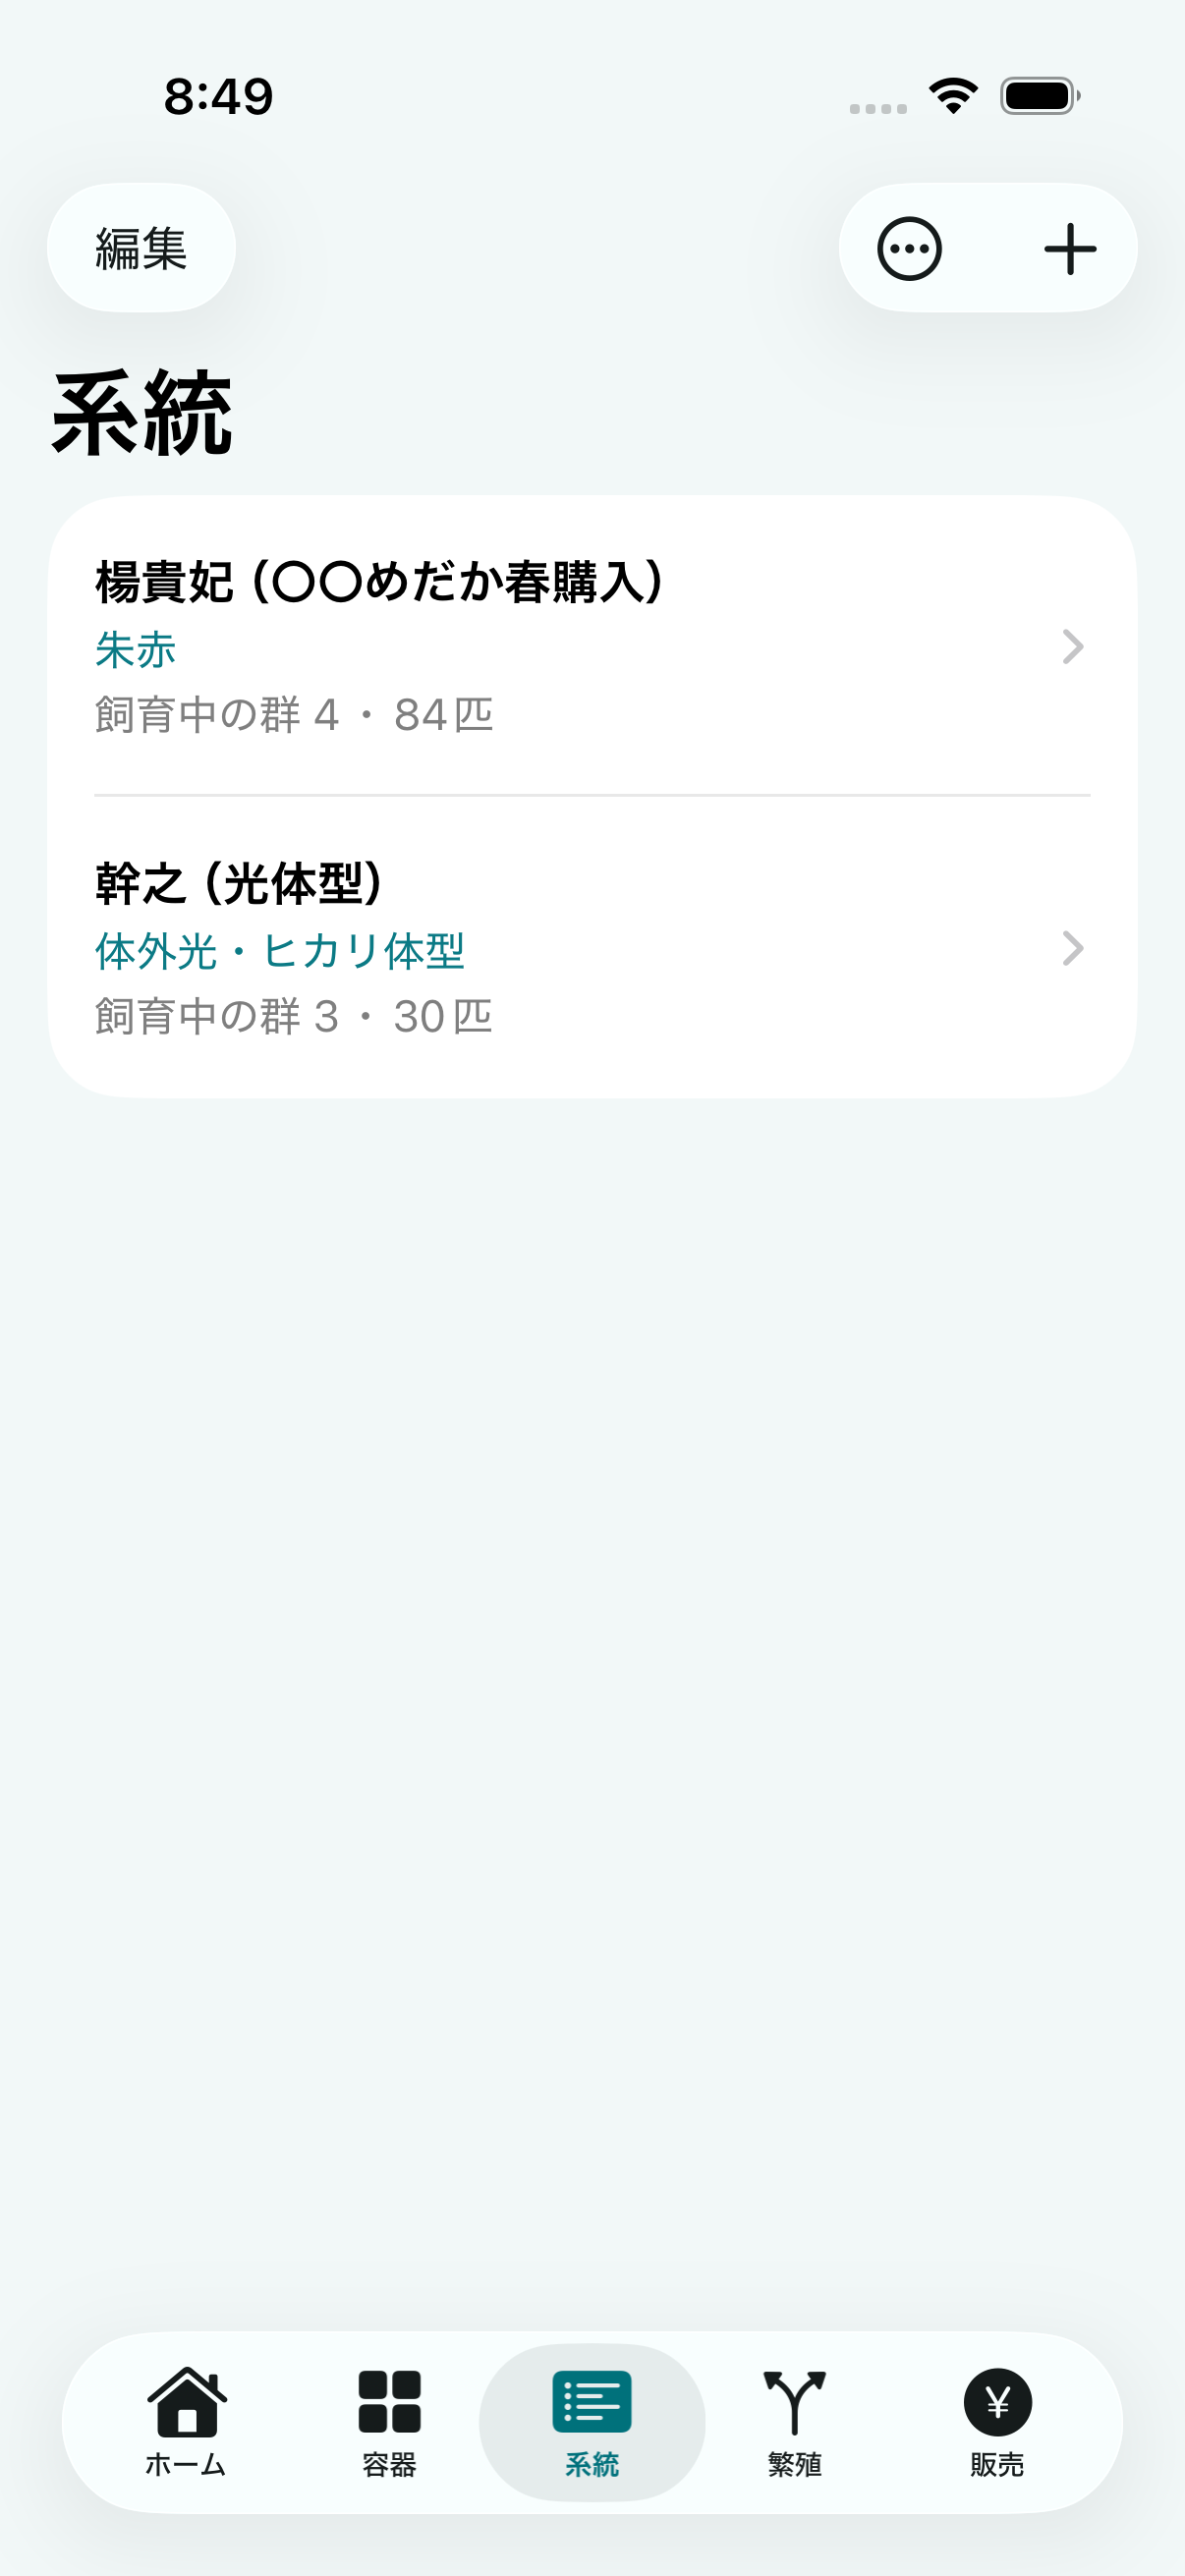 8:49
編集
系統
楊貴妃（〇〇めだか春購入）
朱赤
飼育中の群 4 ・ 84匹
幹之（光体型）
体外光・ヒカリ体型
飼育中の群 3 ・ 30匹
ホーム
容器
系統
繁殖
¥
販売